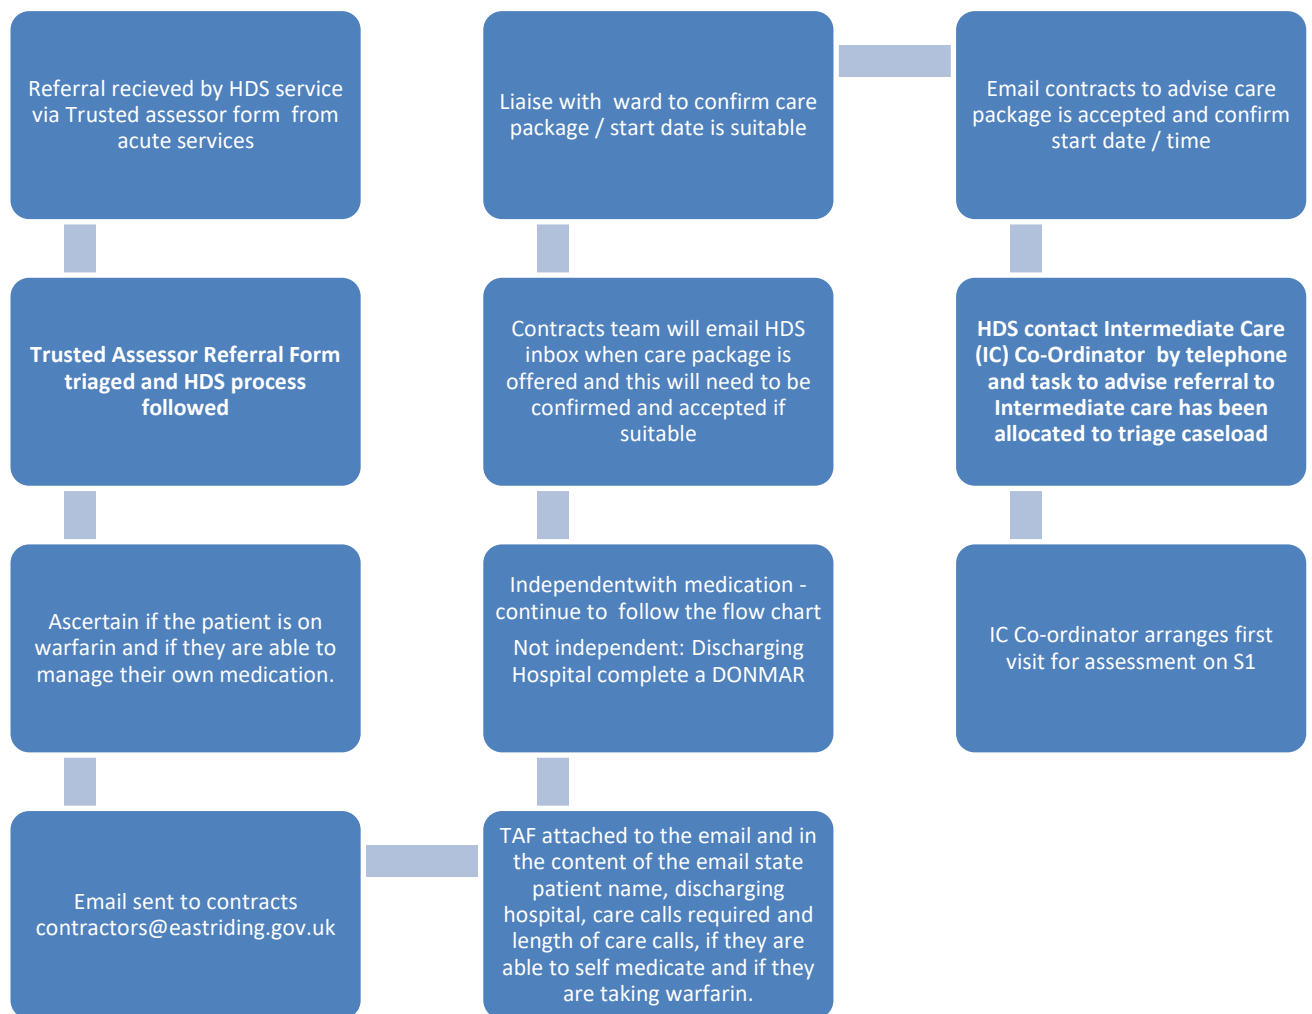 Referral recieved by HDS service
via Trusted assessor form from
acute services
Trusted Assessor Referral Form
triaged and HDS process
followed
Ascertain if the patient is on
warfarin and if they are able to
manage their own medication.
Email sent to contracts
contractors@eastriding.gov.uk
TAF attached to the email and in
the content of the email state
patient name, discharging
hospital, care calls required and
length of care calls, if they are
able to self medicate and if they
are taking warfarin.
Independentwith medication -
continue to follow the flow chart
Not independent: Discharging
Hospital complete a DONMAR
Contracts team will email HDS
inbox when care package is
offered and this will need to be
confirmed and accepted if
suitable
Liaise with ward to confirm care
package / start date is suitable
Email contracts to advise care
package is accepted and confirm
start date / time
HDS contact Intermediate Care
(IC) Co-Ordinator by telephone
and task to advise referral to
Intermediate care has been
allocated to triage caseload
IC Co-ordinator arranges first
visit for assessment on S1